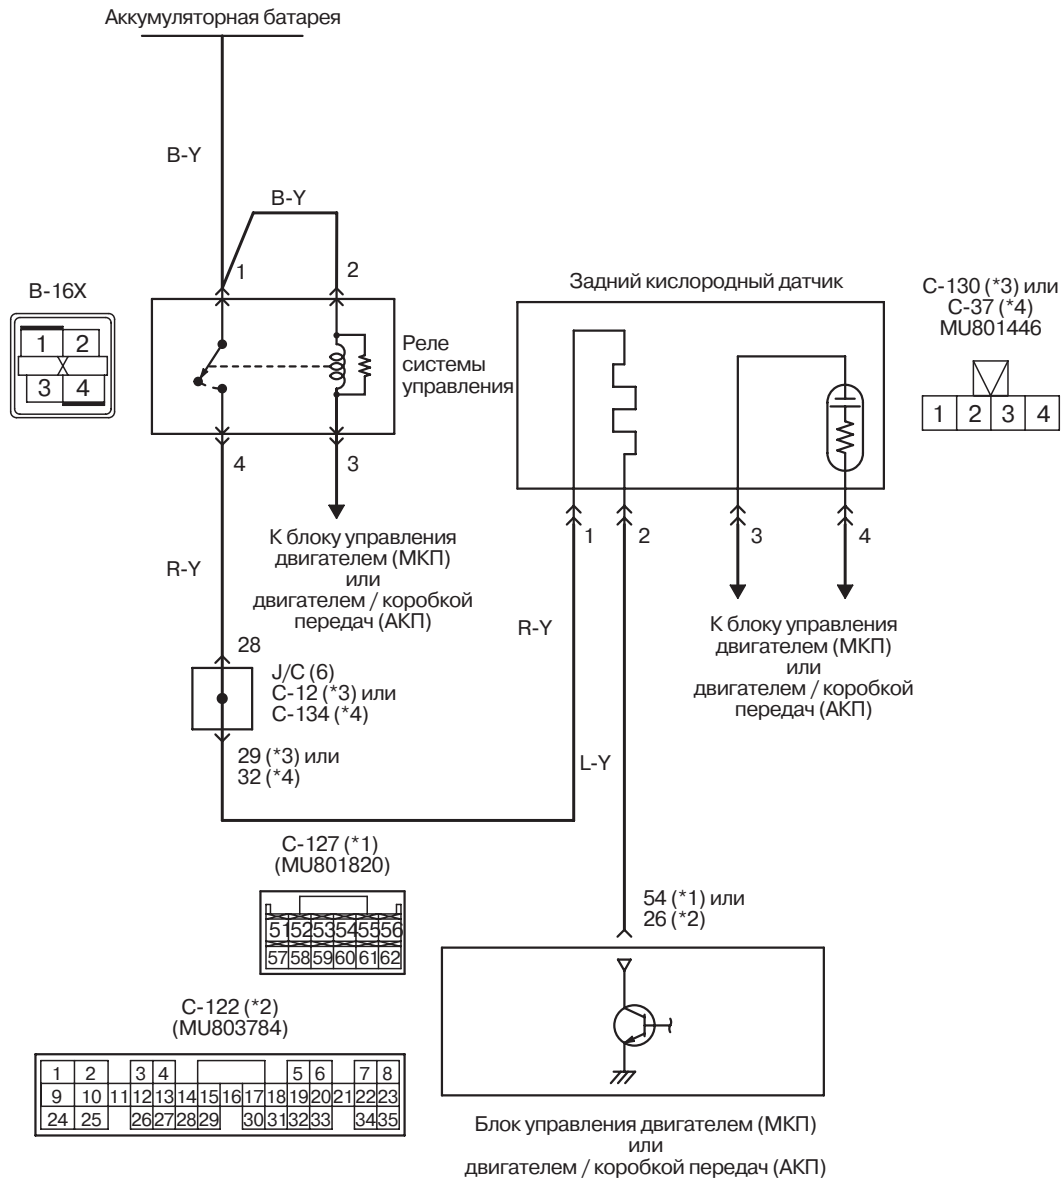 Аккумуляторная батарея
B-Y
B-Y
1
2
B-16X
1 2
3 4
Реле
системы
управления
4
3
К блоку управления
двигателем (МКП)
или
двигателем / коробкой
передач (АКП)
R-Y
28
J/C (6)
C-12 (*3) или
C-134 (*4)
29 (*3) или
32 (*4)
Задний кислородный датчик
C-130 (*3) или
C-37 (*4)
MU801446
1 2 3 4
1
2
3
4
К блоку управления
двигателем (МКП)
или
двигателем / коробкой
передач (АКП)
R-Y
L-Y
C-127 (*1)
(MU801820)
51 52 53 54 55 56
57 58 59 60 61 62
54 (*1) или
26 (*2)
C-122 (*2)
(MU803784)
1 2 3 4 5 6 7 8
9 10 11 12 13 14 15 16 17 18 19 20 21 22 23
24 25 26 27 28 29 30 31 32 33 34 35
Блок управления двигателем (МКП)
или
двигателем / коробкой передач (АКП)